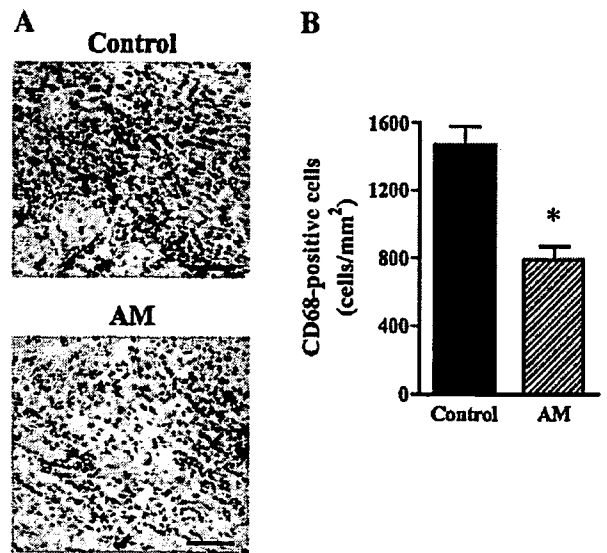 A
Control
AM
B
CD68-positive cells
(cells/mm²)
1600
1200
800
400
0
*
Control
AM